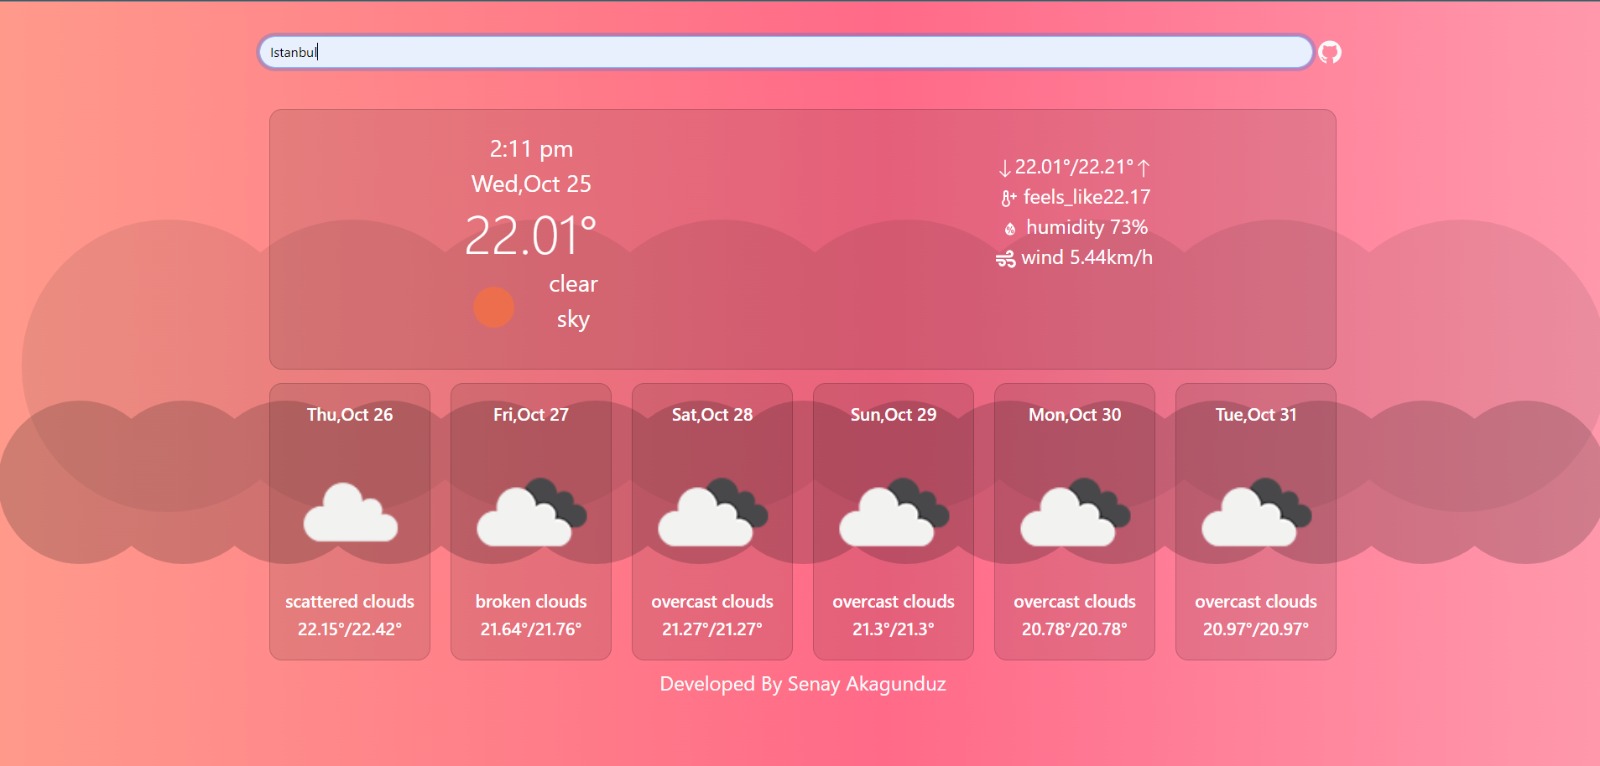 Istanbul
2:11 pm
Wed,Oct 25
22.01°
clear
sky
↓22.01°/22.21°↑
feels_like22.17
humidity 73%
wind 5.44km/h
Thu,Oct 26
scattered clouds
22.15°/22.42°
Fri,Oct 27
broken clouds
21.64°/21.76°
Sat,Oct 28
overcast clouds
21.27°/21.27°
Sun,Oct 29
overcast clouds
21.3°/21.3°
Mon,Oct 30
overcast clouds
20.78°/20.78°
Tue,Oct 31
overcast clouds
20.97°/20.97°
Developed By Senay Akagunduz